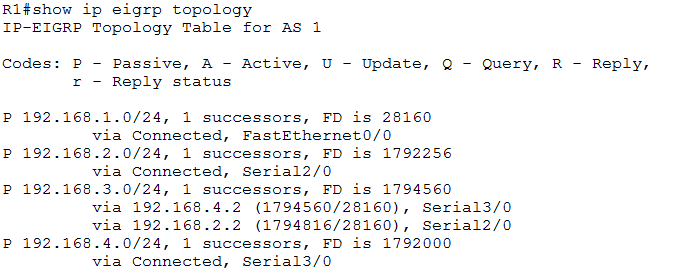 R1#show ip eigrp topology
IP-EIGRP Topology Table for AS 1
Codes: P - Passive, A - Active, U - Update, Q - Query, R - Reply,
r - Reply status
P 192.168.1.0/24, 1 successors, FD is 28160
via Connected, FastEthernet0/0
P 192.168.2.0/24, 1 successors, FD is 1792256
via Connected, Serial2/0
P 192.168.3.0/24, 1 successors, FD is 1794560
via 192.168.4.2 (1794560/28160), Serial3/0
via 192.168.2.2 (1794816/28160), Serial2/0
P 192.168.4.0/24, 1 successors, FD is 1792000
via Connected, Serial3/0